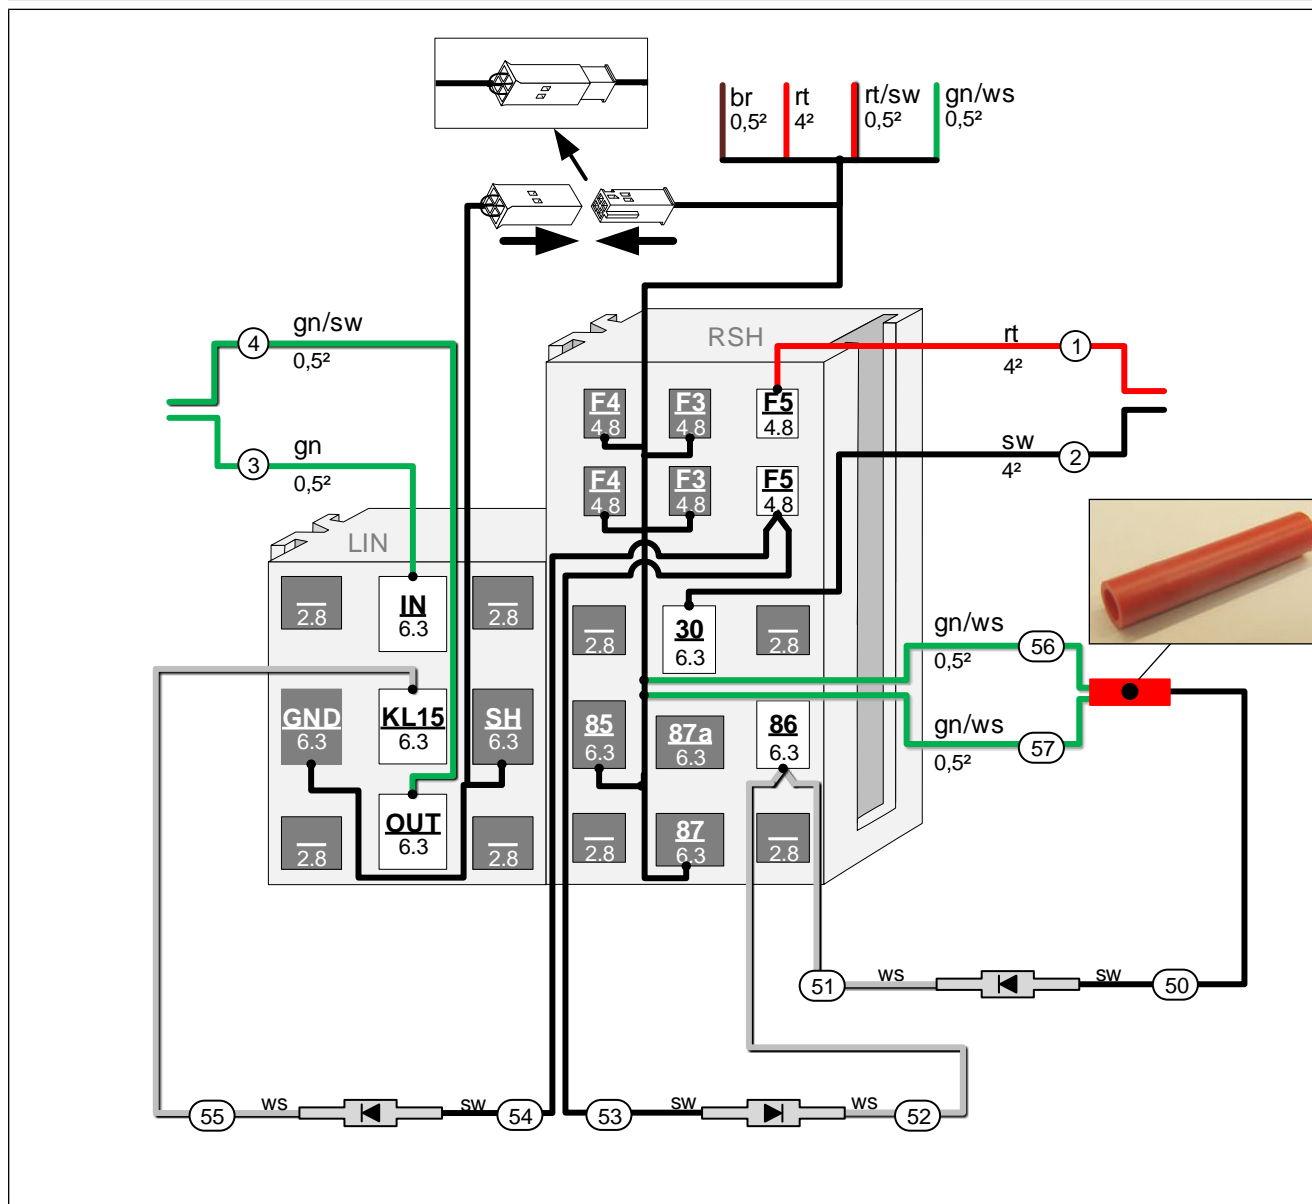 br
0,5²
rt
4²
rt/sw
0,5²
gn/ws
0,5²
4
gn/sw
0,5²
3
gn
0,5²
RSH
rt
4²
1
sw
4²
2
F4
4.8
F3
4.8
F5
4.8
F4
4.8
F3
4.8
F5
4.8
LIN
2.8
IN
6.3
2.8
2.8
30
6.3
2.8
GND
6.3
KL15
6.3
SH
6.3
85
6.3
87a
6.3
86
6.3
2.8
OUT
6.3
2.8
2.8
87
6.3
2.8
gn/ws
0,5²
56
gn/ws
0,5²
57
51
ws
sw
50
55
ws
sw
54
53
sw
ws
52